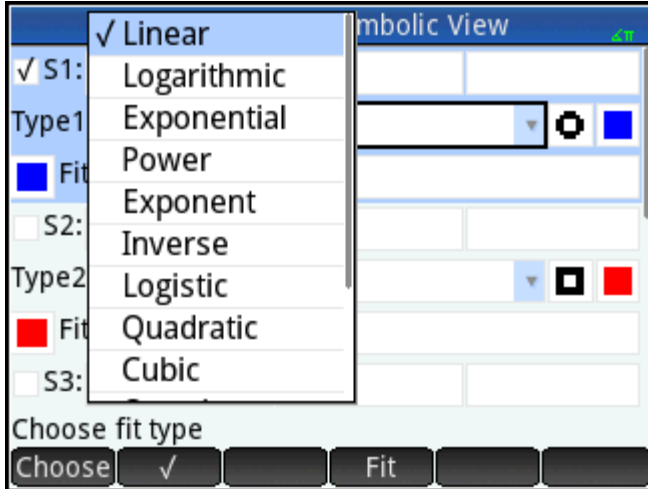 mbolic View
∠π
√ S1:
Type1
Fit
S2:
Type2
Fit
S3:
√ Linear
Logarithmic
Exponential
Power
Exponent
Inverse
Logistic
Quadratic
Cubic
Choose fit type
Choose √ Fit